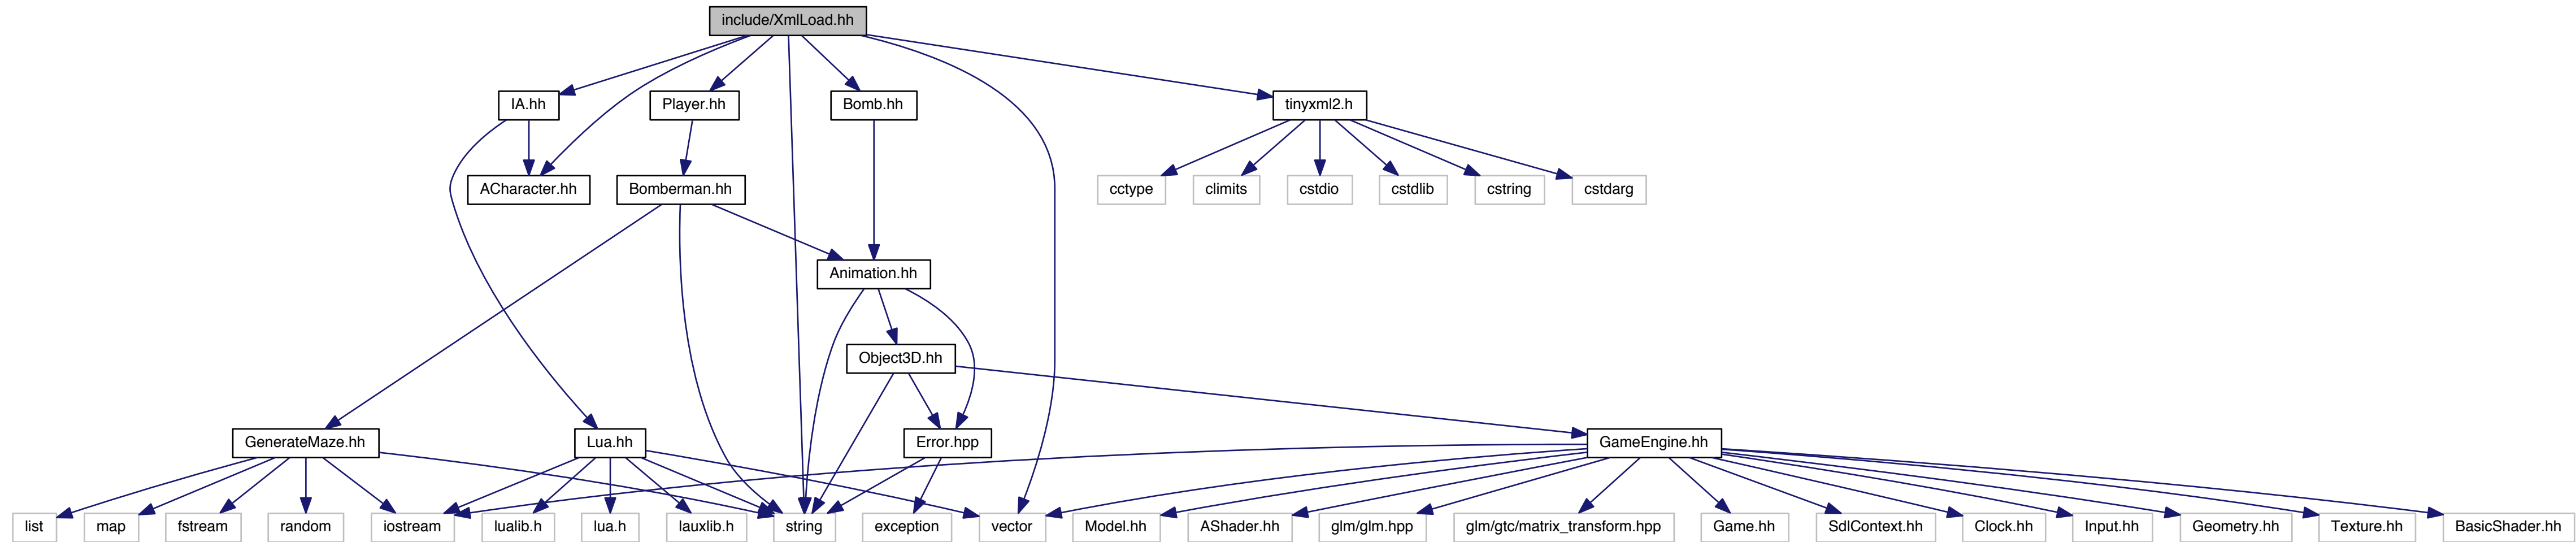 include/XmlLoad.hh
IA.hh
Player.hh
Bomb.hh
tinyxml2.h
ACharacter.hh
Bomberman.hh
cctype
climits
cstdio
cstdlib
cstring
cstdarg
Animation.hh
Object3D.hh
GenerateMaze.hh
Lua.hh
Error.hpp
GameEngine.hh
list
map
fstream
random
iostream
lualib.h
lua.h
lauxlib.h
string
exception
vector
Model.hh
AShader.hh
glm/glm.hpp
glm/gtc/matrix_transform.hpp
Game.hh
SdlContext.hh
Clock.hh
Input.hh
Geometry.hh
Texture.hh
BasicShader.hh